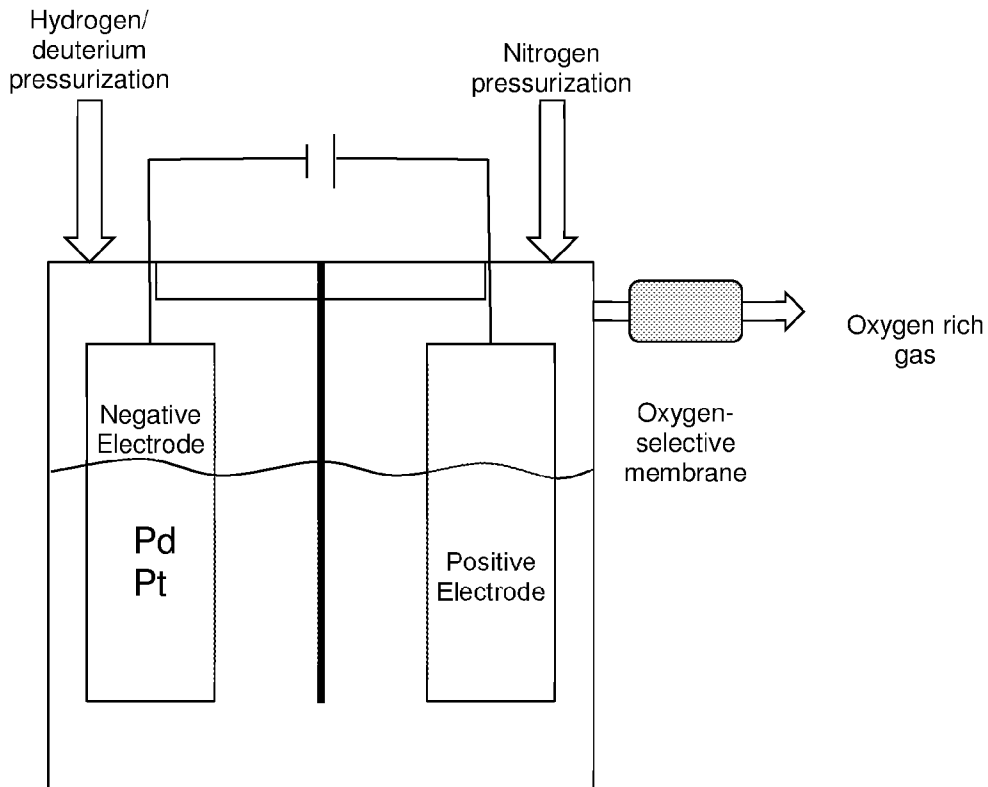 Hydrogen/
deuterium
pressurization
Nitrogen
pressurization
Oxygen rich
gas
Negative
Electrode
Oxygen-
selective
membrane
Pd
Pt
Positive
Electrode